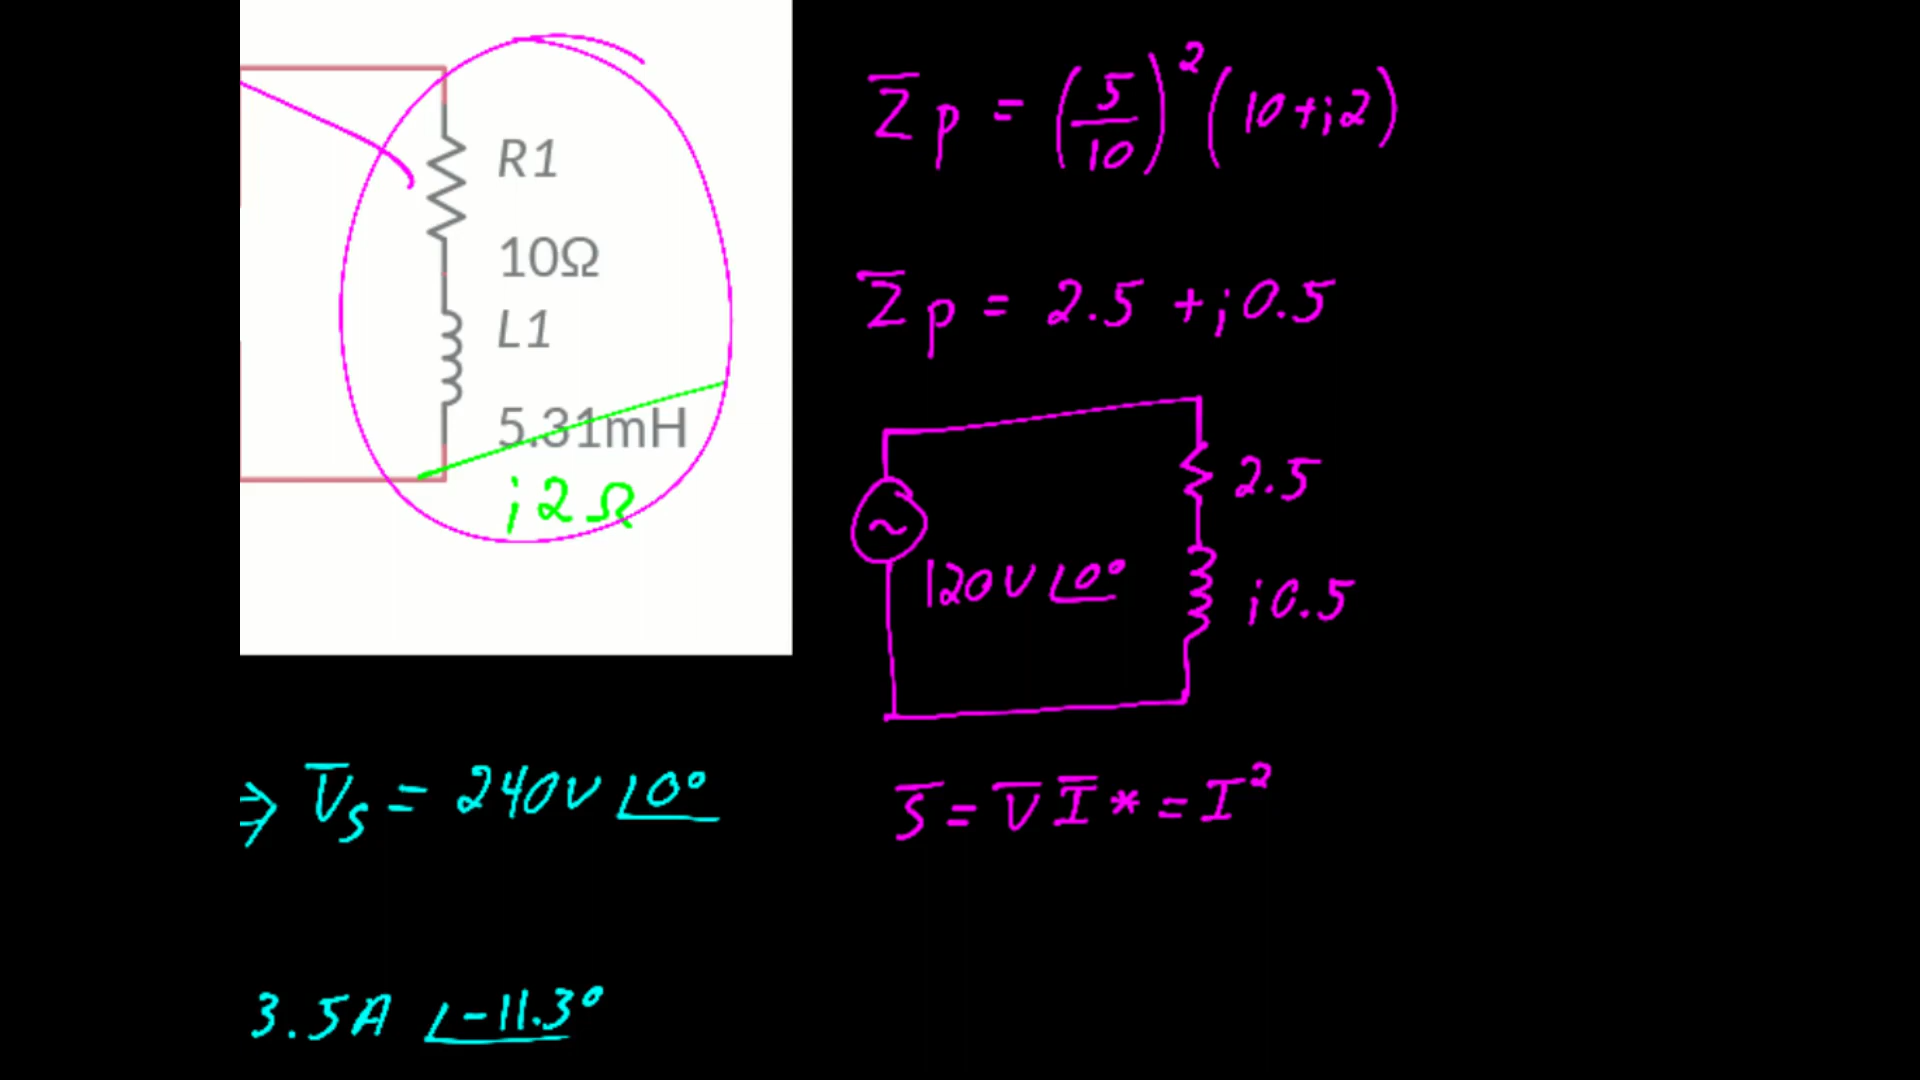 R1
10Ω
L1
5.31mH
j2Ω
Z̅p = (5/10)²(10+j2)
Z̅p = 2.5 +j0.5
2.5
~
120V∠0°
j0.5
⇒ V̅s = 240V∠0°
S̅ = V̅ I̅* = I²
3.5A ∠-11.3°